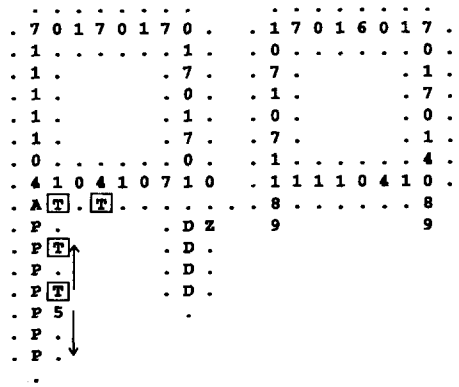 . . . . . . . . . . . . . . . .
. 7 0 1 7 0 1 7 0 . . 1 7 0 1 6 0 1 7 .
. 1 . . . . . . 1 . . 0 . . . . . . 0 .
. 1 . . 7 . . 7 . . 1 .
. 1 . . 0 . . 1 . . 7 .
. 1 . . 1 . . 0 . . 0 .
. 1 . . 7 . . 7 . . 1 .
. 0 . . . . . . 0 . . 1 . . . . . . 4 .
. 4 1 0 4 1 0 7 1 0 . 1 1 1 1 0 4 1 0 .
. A T . T . . . . . . . 8 . . . . . . 8
. P . . D Z 9 9
. P T . D .
. P . . D .
. P T . D .
. P 5 .
. P .
. P .
.